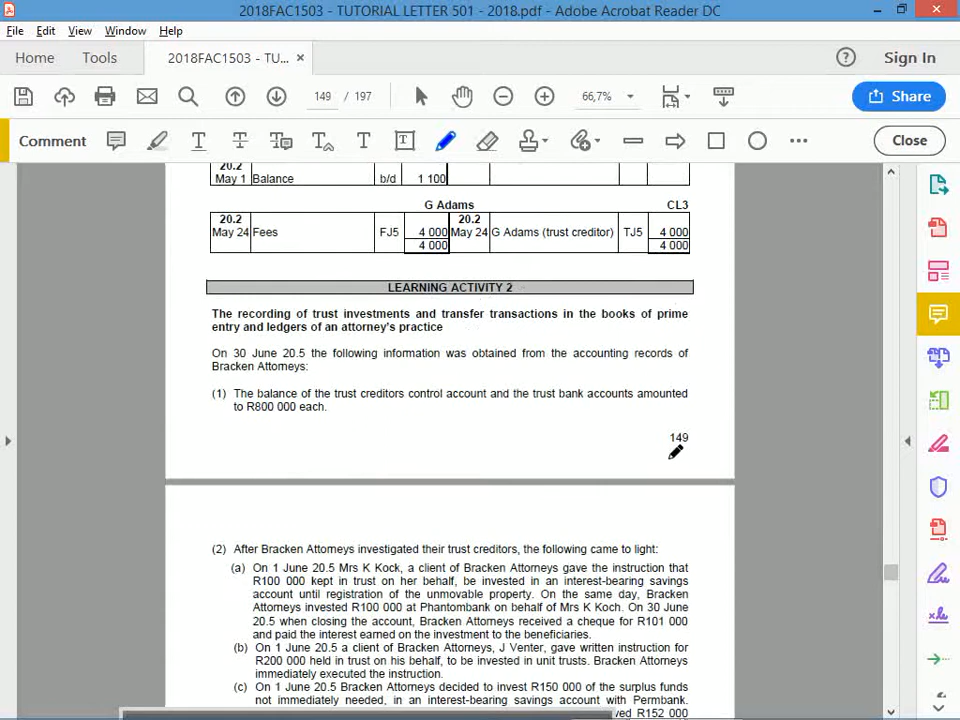 2018FAC1503 - TUTORIAL LETTER 501 - 2018.pdf - Adobe Acrobat Reader DC
File Edit View Window Help
Home Tools 2018FAC1503 - TU... × ? Sign In
149 / 197 66,7% Share
Comment Close
20.2
May 1 Balance b/d 1 100
G Adams CL3
20.2 20.2
May 24 Fees FJ5 4 000 May 24 G Adams (trust creditor) TJ5 4 000
4 000 4 000
LEARNING ACTIVITY 2
The recording of trust investments and transfer transactions in the books of prime
entry and ledgers of an attorney's practice
On 30 June 20.5 the following information was obtained from the accounting records of
Bracken Attorneys:
(1) The balance of the trust creditors control account and the trust bank accounts amounted
to R800 000 each.
149
(2) After Bracken Attorneys investigated their trust creditors, the following came to light:
(a) On 1 June 20.5 Mrs K Kock, a client of Bracken Attorneys gave the instruction that
R100 000 kept in trust on her behalf, be invested in an interest-bearing savings
account until registration of the unmovable property. On the same day, Bracken
Attorneys invested R100 000 at Phantombank on behalf of Mrs K Koch. On 30 June
20.5 when closing the account, Bracken Attorneys received a cheque for R101 000
and paid the interest earned on the investment to the beneficiaries.
(b) On 1 June 20.5 a client of Bracken Attorneys, J Venter, gave written instruction for
R200 000 held in trust on his behalf, to be invested in unit trusts. Bracken Attorneys
immediately executed the instruction.
(c) On 1 June 20.5 Bracken Attorneys decided to invest R150 000 of the surplus funds
not immediately needed, in an interest-bearing savings account with Permbank.
R152 000